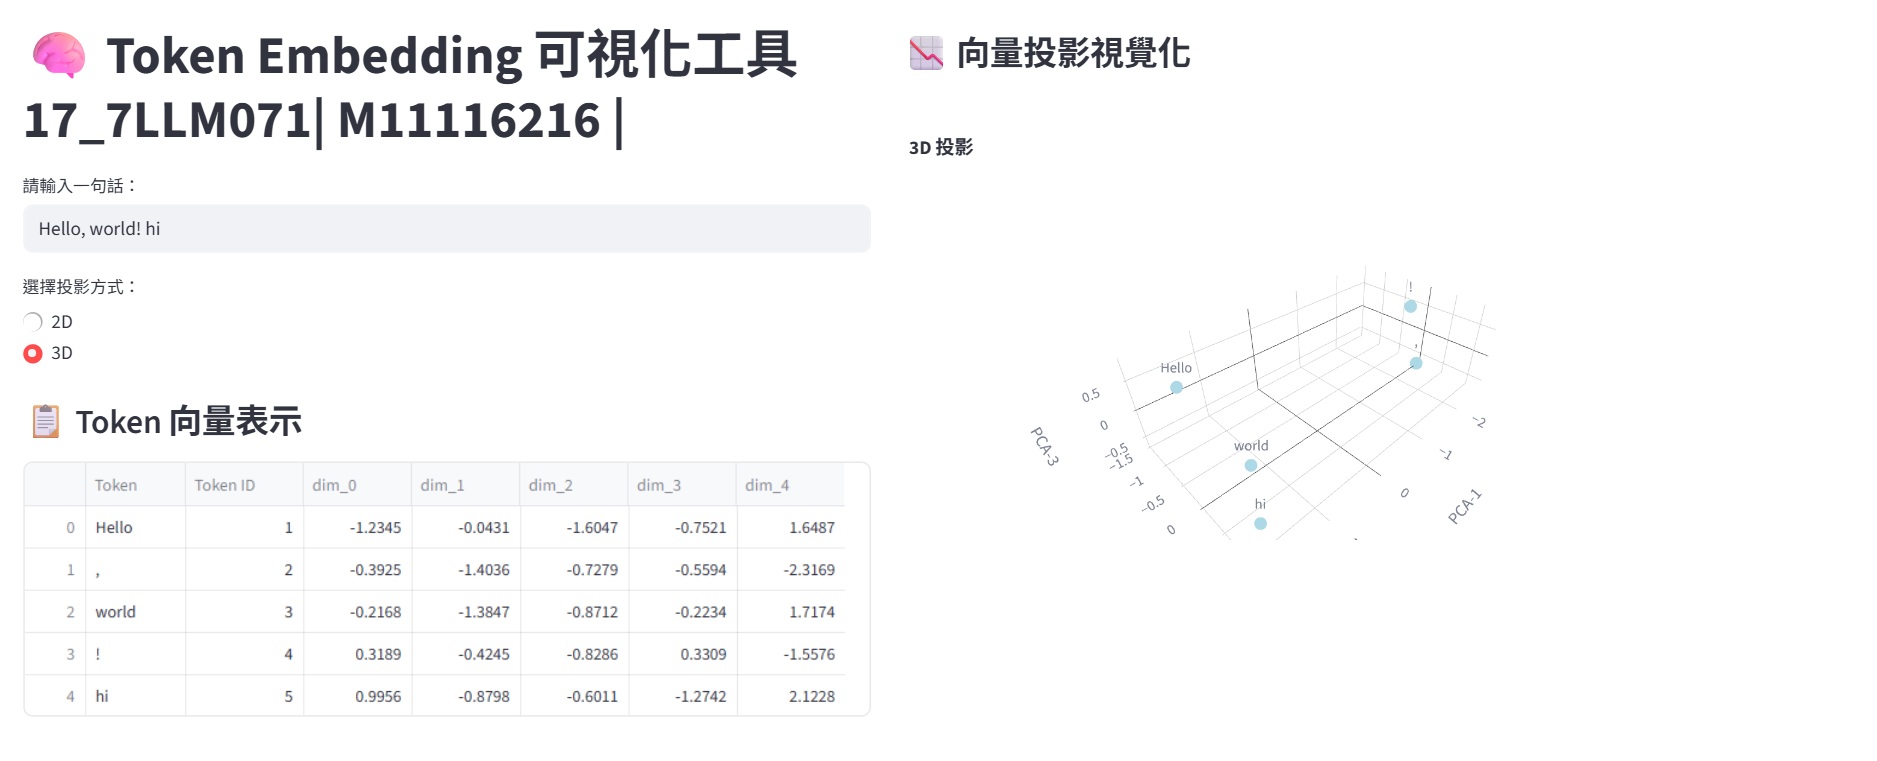 Token Embedding 可視化工具
17_7LLM071| M11116216 |
請輸入一句話：
Hello, world! hi
選擇投影方式：
2D
3D
Token 向量表示
Token Token ID dim_0 dim_1 dim_2 dim_3 dim_4
0 Hello 1 -1.2345 -0.0431 -1.6047 -0.7521 1.6487
1 , 2 -0.3925 -1.4036 -0.7279 -0.5594 -2.3169
2 world 3 -0.2168 -1.3847 -0.8712 -0.2234 1.7174
3 ! 4 0.3189 -0.4245 -0.8286 0.3309 -1.5576
4 hi 5 0.9956 -0.8798 -0.6011 -1.2742 2.1228
向量投影視覺化
3D 投影
!
,
Hello
world
hi
0.5
0
−0.5
PCA-3
−1.5
−1
−0.5
0
−2
−1
0
PCA-1